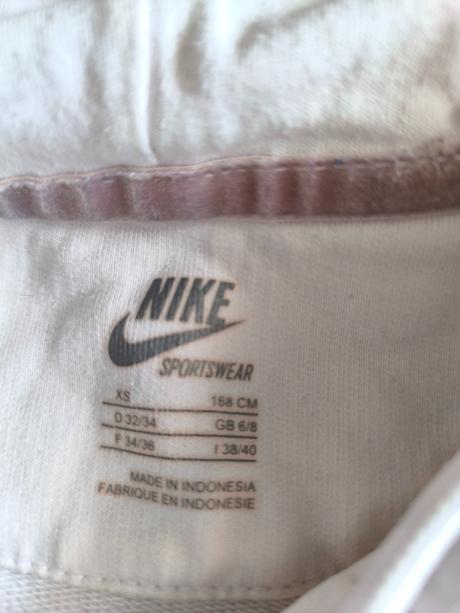 NIKE
SPORTSWEAR
XS 168 CM
D 32/34 GB 6/8
F 34/36 I 38/40
MADE IN INDONESIA
FABRIQUE EN INDONESIE